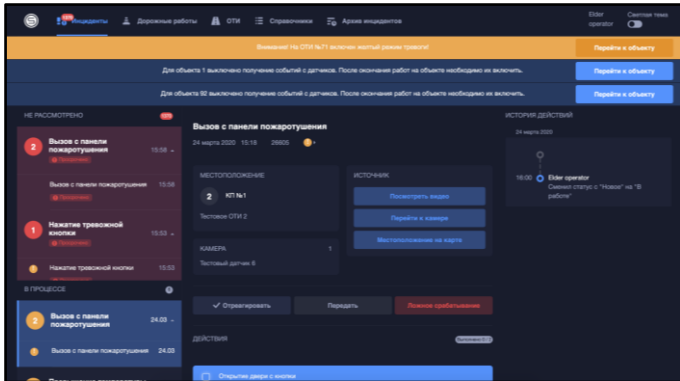 Инциденты
Дорожные работы
ОТИ
Справочники
Архив инцидентов
Elder operator
Светлая тема
Внимание! На ОТИ №71 включен желтый режим тревоги!
Перейти к объекту
Для объекта 1 выключено получение событий с датчиков. После окончания работ на объекте необходимо их включить.
Перейти к объекту
Для объекта 92 выключено получение событий с датчиков. После окончания работ на объекте необходимо их включить.
Перейти к объекту
НЕ РАССМОТРЕНО
2
Вызов с панели
пожаротушения
15:58
Просрочено
Вызов с панели пожаротушения
15:58
1
Нажатие тревожной
кнопки
15:53
Просрочено
Нажатие тревожной кнопки
15:53
В ПРОЦЕССЕ
2
Вызов с панели
пожаротушения
24.03
Вызов с панели пожаротушения
24.03
Вызов с панели пожаротушения
24 марта 2020 15:18 26605
МЕСТОПОЛОЖЕНИЕ
2 КП №1
Тестовое ОТИ 2
КАМЕРА 1
Тестовый датчик 6
ИСТОЧНИК
Посмотреть видео
Перейти к камере
Местоположение на карте
Отреагировать
Передать
Ложное срабатывание
ДЕЙСТВИЯ
Открытие двери с кнопки
ИСТОРИЯ ДЕЙСТВИЙ
24 марта 2020
16:00
Elder operator
Сменил статус с "Новое" на "В
работе"